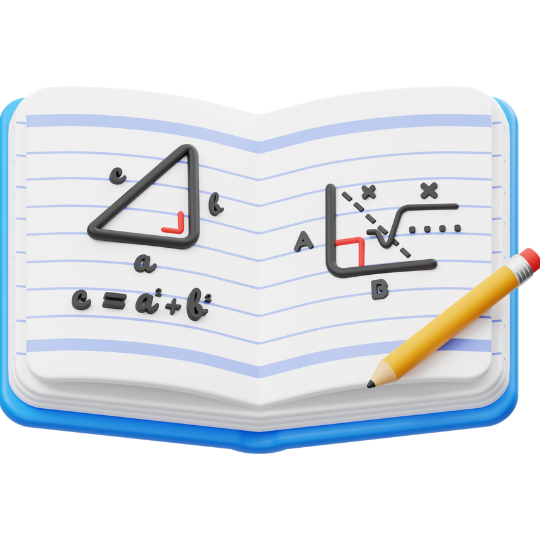 c
b
a
c = a² + b²
x x
√.....
A
B